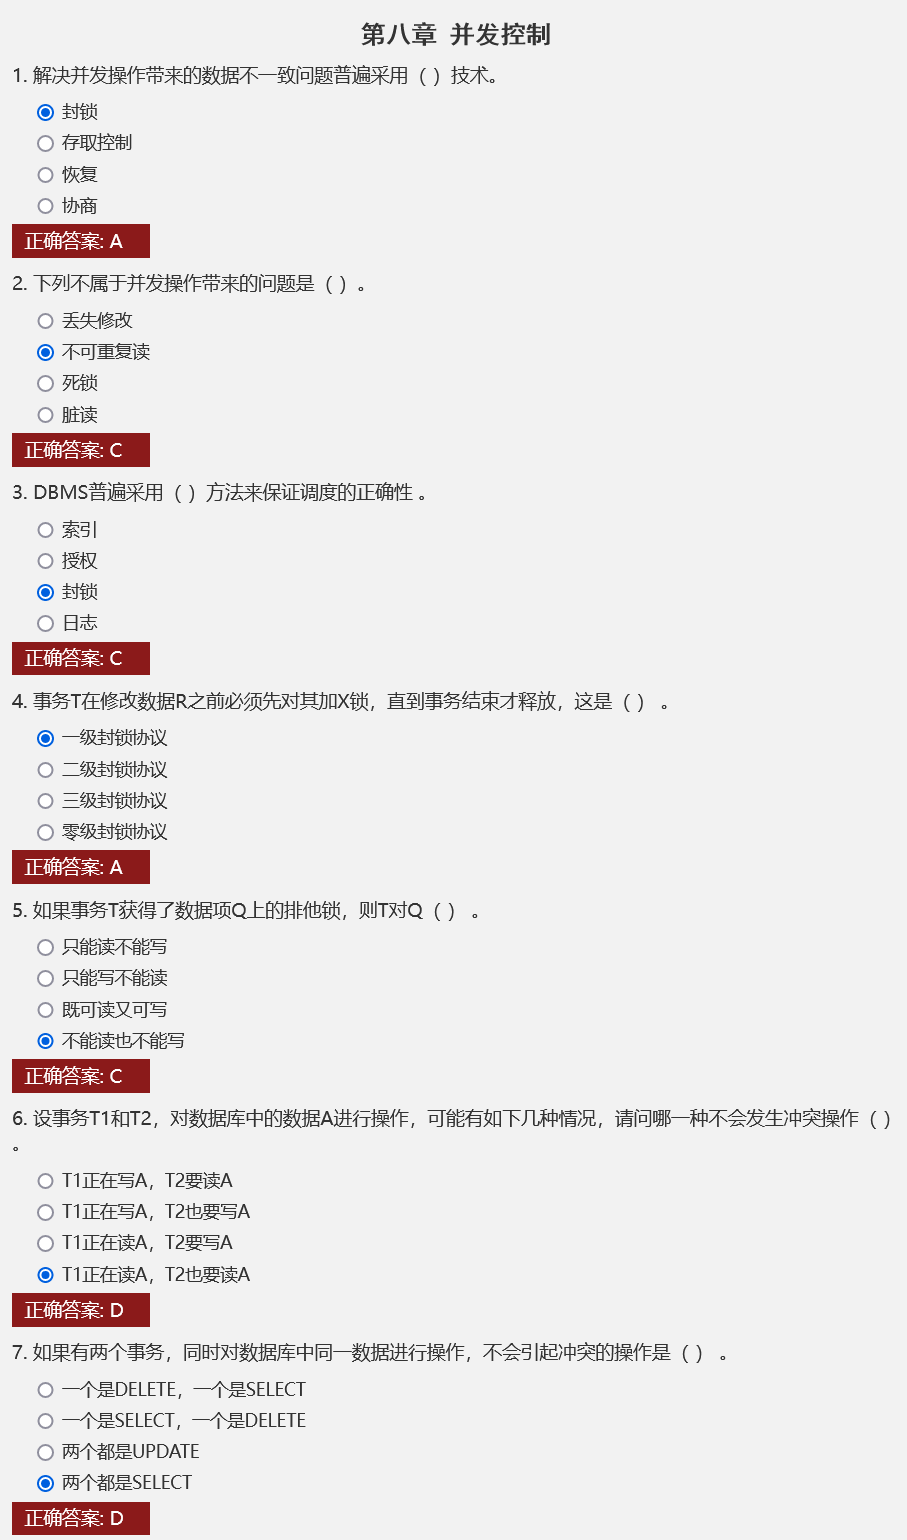 第八章 并发控制
1. 解决并发操作带来的数据不一致问题普遍采用（ ）技术。
封锁
存取控制
恢复
协商
正确答案: A
2. 下列不属于并发操作带来的问题是（ ）。
丢失修改
不可重复读
死锁
脏读
正确答案: C
3. DBMS普遍采用（ ）方法来保证调度的正确性 。
索引
授权
封锁
日志
正确答案: C
4. 事务T在修改数据R之前必须先对其加X锁，直到事务结束才释放，这是（ ） 。
一级封锁协议
二级封锁协议
三级封锁协议
零级封锁协议
正确答案: A
5. 如果事务T获得了数据项Q上的排他锁，则T对Q（ ） 。
只能读不能写
只能写不能读
既可读又可写
不能读也不能写
正确答案: C
6. 设事务T1和T2，对数据库中的数据A进行操作，可能有如下几种情况，请问哪一种不会发生冲突操作（ ）
。
T1正在写A，T2要读A
T1正在写A，T2也要写A
T1正在读A，T2要写A
T1正在读A，T2也要读A
正确答案: D
7. 如果有两个事务，同时对数据库中同一数据进行操作，不会引起冲突的操作是（ ） 。
一个是DELETE，一个是SELECT
一个是SELECT，一个是DELETE
两个都是UPDATE
两个都是SELECT
正确答案: D